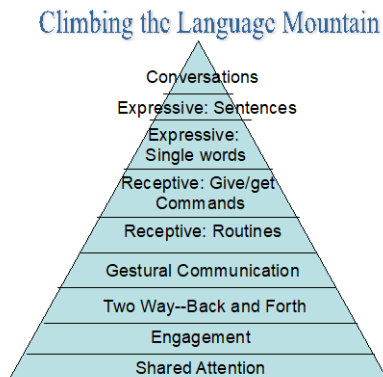 Climbing the Language Mountain
Conversations
Expressive: Sentences
Expressive:
Single words
Receptive: Give/get
Commands
Receptive: Routines
Gestural Communication
Two Way--Back and Forth
Engagement
Shared Attention